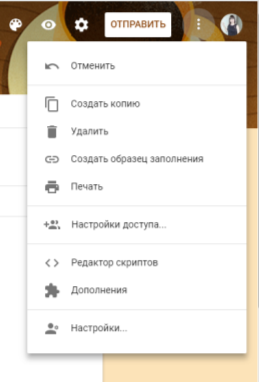 ОТПРАВИТЬ
Отменить
Создать копию
Удалить
Создать образец заполнения
Печать
Настройки доступа...
Редактор скриптов
Дополнения
Настройки...